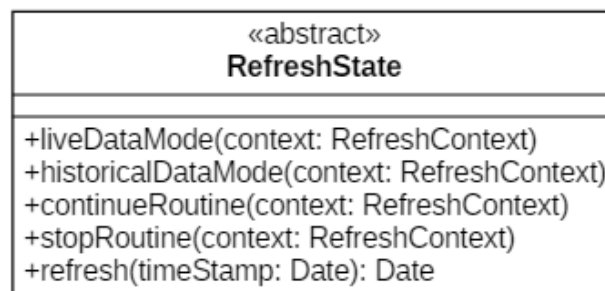 «abstract»
RefreshState
+liveDataMode(context: RefreshContext)
+historicalDataMode(context: RefreshContext)
+continueRoutine(context: RefreshContext)
+stopRoutine(context: RefreshContext)
+refresh(timeStamp: Date): Date